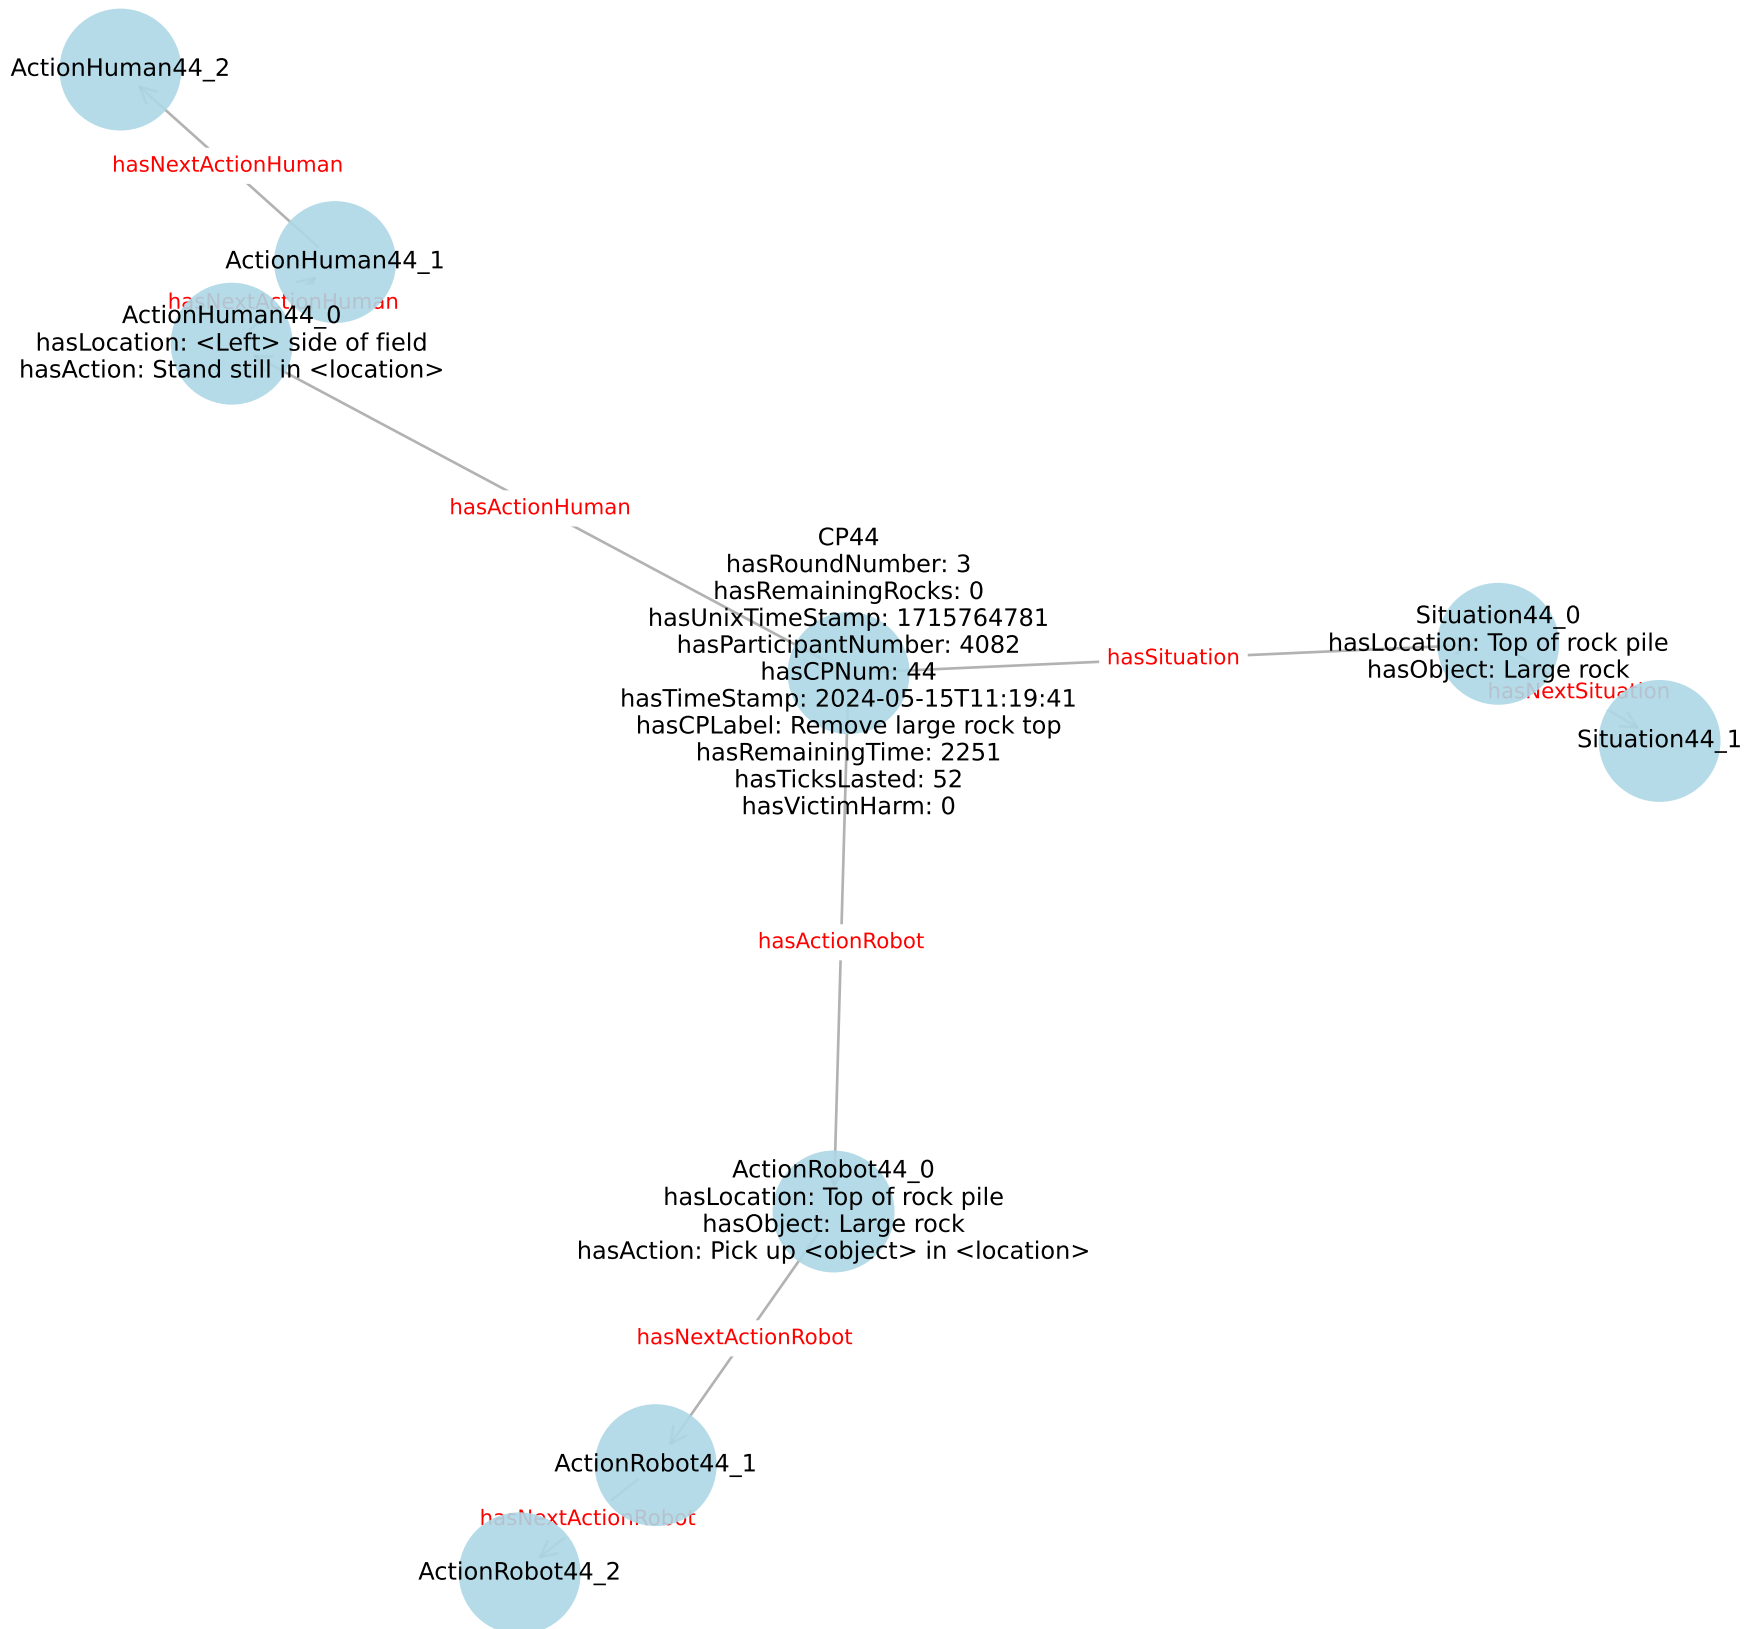 ActionHuman44_2
hasNextActionHuman
ActionHuman44_1
hasNextActionHuman
ActionHuman44_0
hasLocation: <Left> side of field
hasAction: Stand still in <location>
hasActionHuman
CP44
hasRoundNumber: 3
hasRemainingRocks: 0
hasUnixTimeStamp: 1715764781
hasParticipantNumber: 4082
hasCPNum: 44
hasTimeStamp: 2024-05-15T11:19:41
hasCPLabel: Remove large rock top
hasRemainingTime: 2251
hasTicksLasted: 52
hasVictimHarm: 0
hasSituation
Situation44_0
hasLocation: Top of rock pile
hasObject: Large rock
hasNextSituation
Situation44_1
hasActionRobot
ActionRobot44_0
hasLocation: Top of rock pile
hasObject: Large rock
hasAction: Pick up <object> in <location>
hasNextActionRobot
ActionRobot44_1
hasNextActionRobot
ActionRobot44_2